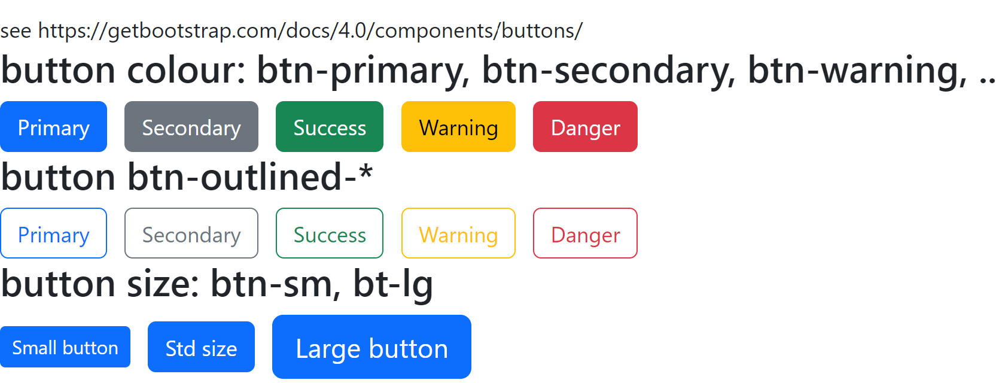 see https://getbootstrap.com/docs/4.0/components/buttons/
button colour: btn-primary, btn-secondary, btn-warning, ..
Primary Secondary Success Warning Danger
button btn-outlined-*
Primary Secondary Success Warning Danger
button size: btn-sm, bt-lg
Small button Std size Large button